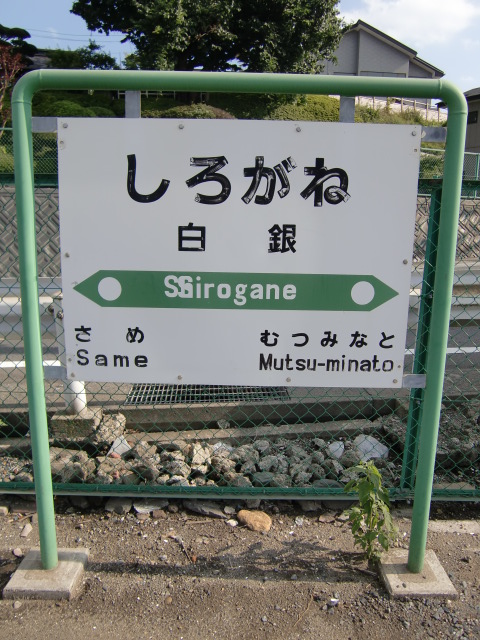 しろがね
白銀
SSirogane
さめ むつみなと
Same Mutsu-minato